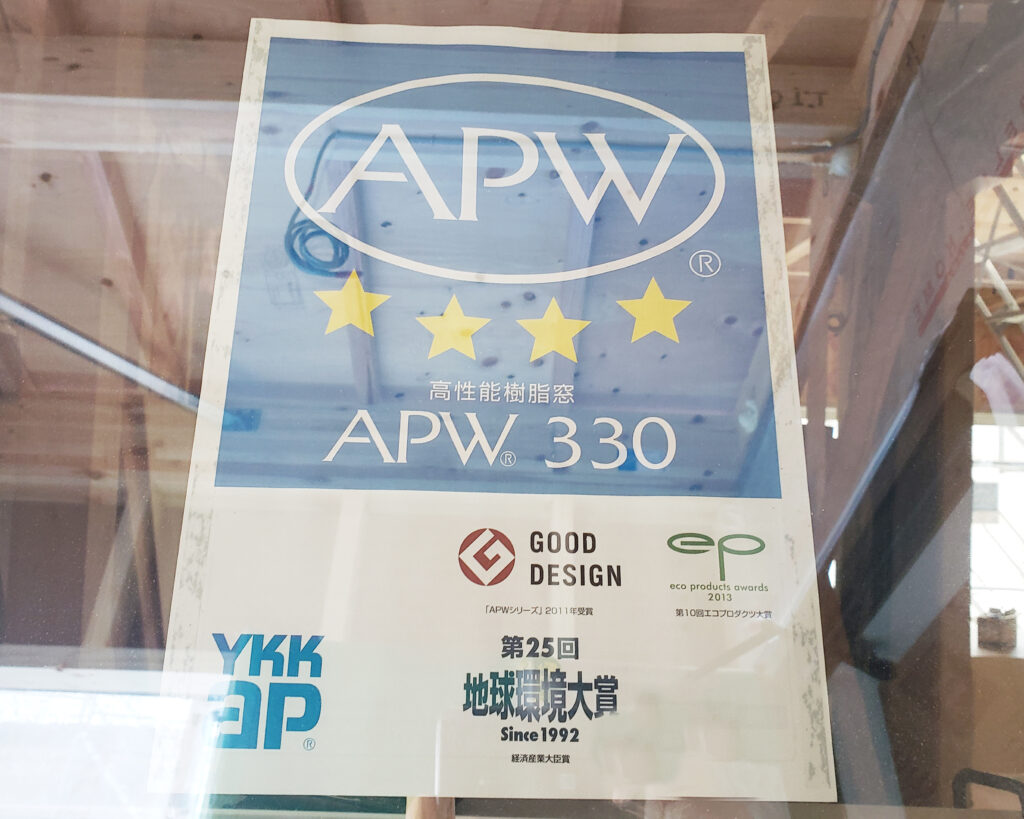 APW
®
高性能樹脂窓
APW® 330
GOOD
DESIGN
「APWシリーズ」2011年受賞
ep
eco products awards
2013
第10回エコプロダクツ大賞
YKK
ap®
第25回
地球環境大賞
Since 1992
経済産業大臣賞